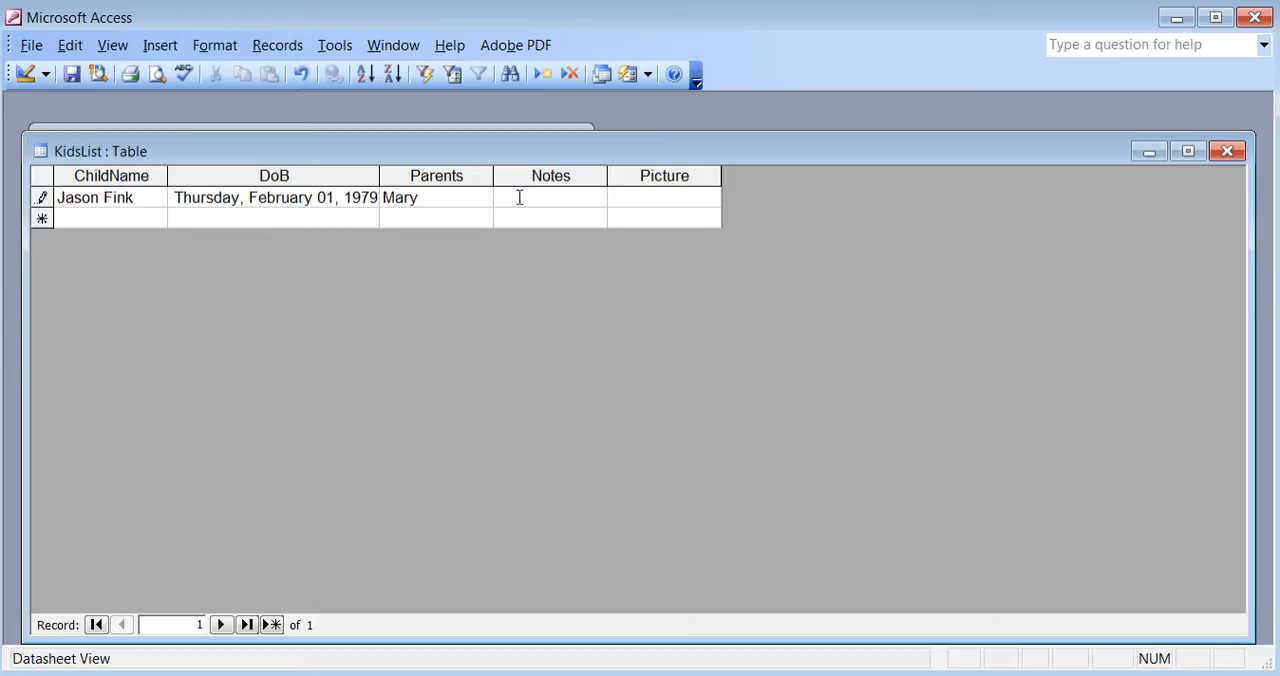 Microsoft Access
File Edit View Insert Format Records Tools Window Help Adobe PDF Type a question for help
KidsList : Table
ChildName DoB Parents Notes Picture
Jason Fink Thursday, February 01, 1979 Mary
Record: 1 of 1
Datasheet View NUM